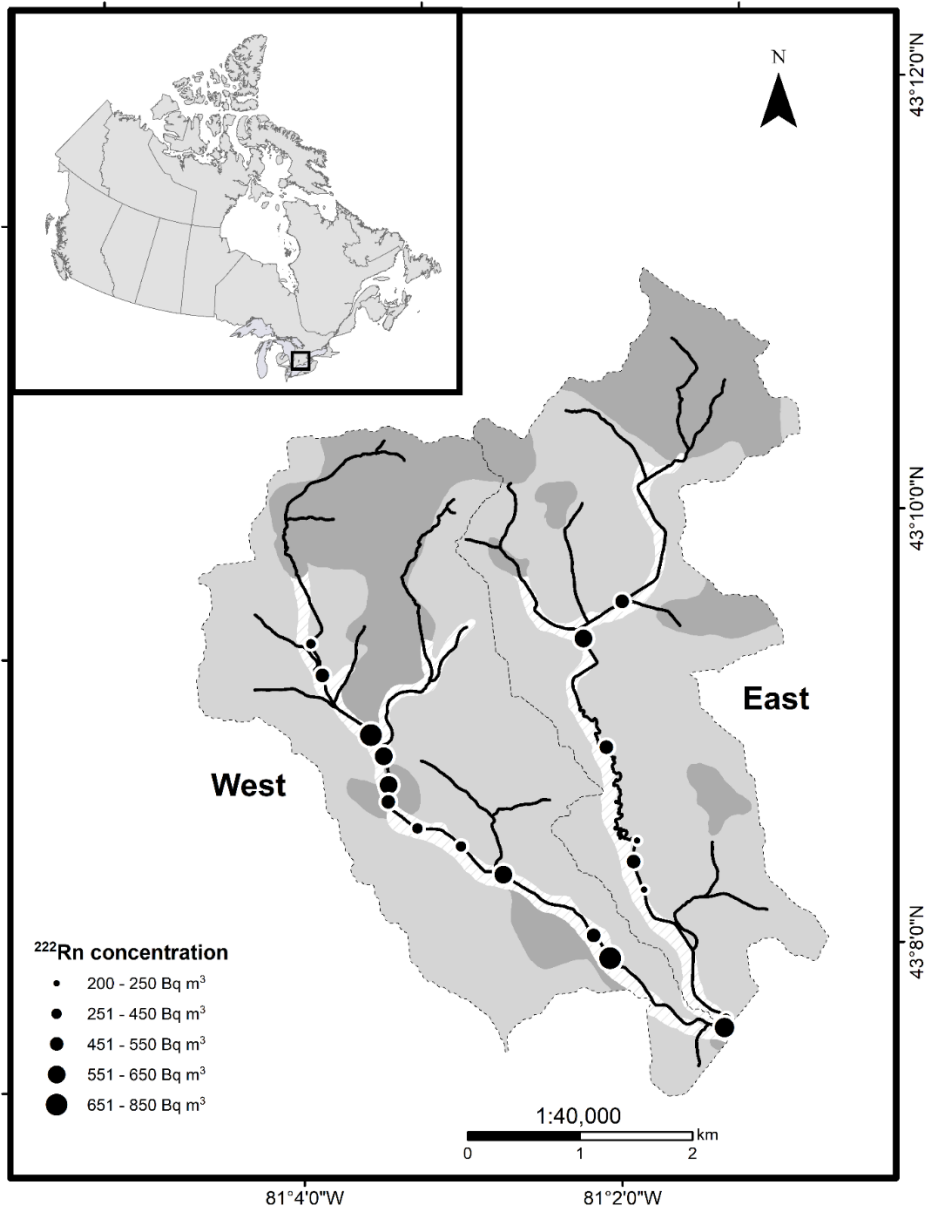 N
43°12'0"N
43°10'0"N
East
West
43°8'0"N
²²²Rn concentration
200 - 250 Bq m³
251 - 450 Bq m³
451 - 550 Bq m³
551 - 650 Bq m³
651 - 850 Bq m³
1:40,000
km
0 1 2
81°4'0"W 81°2'0"W